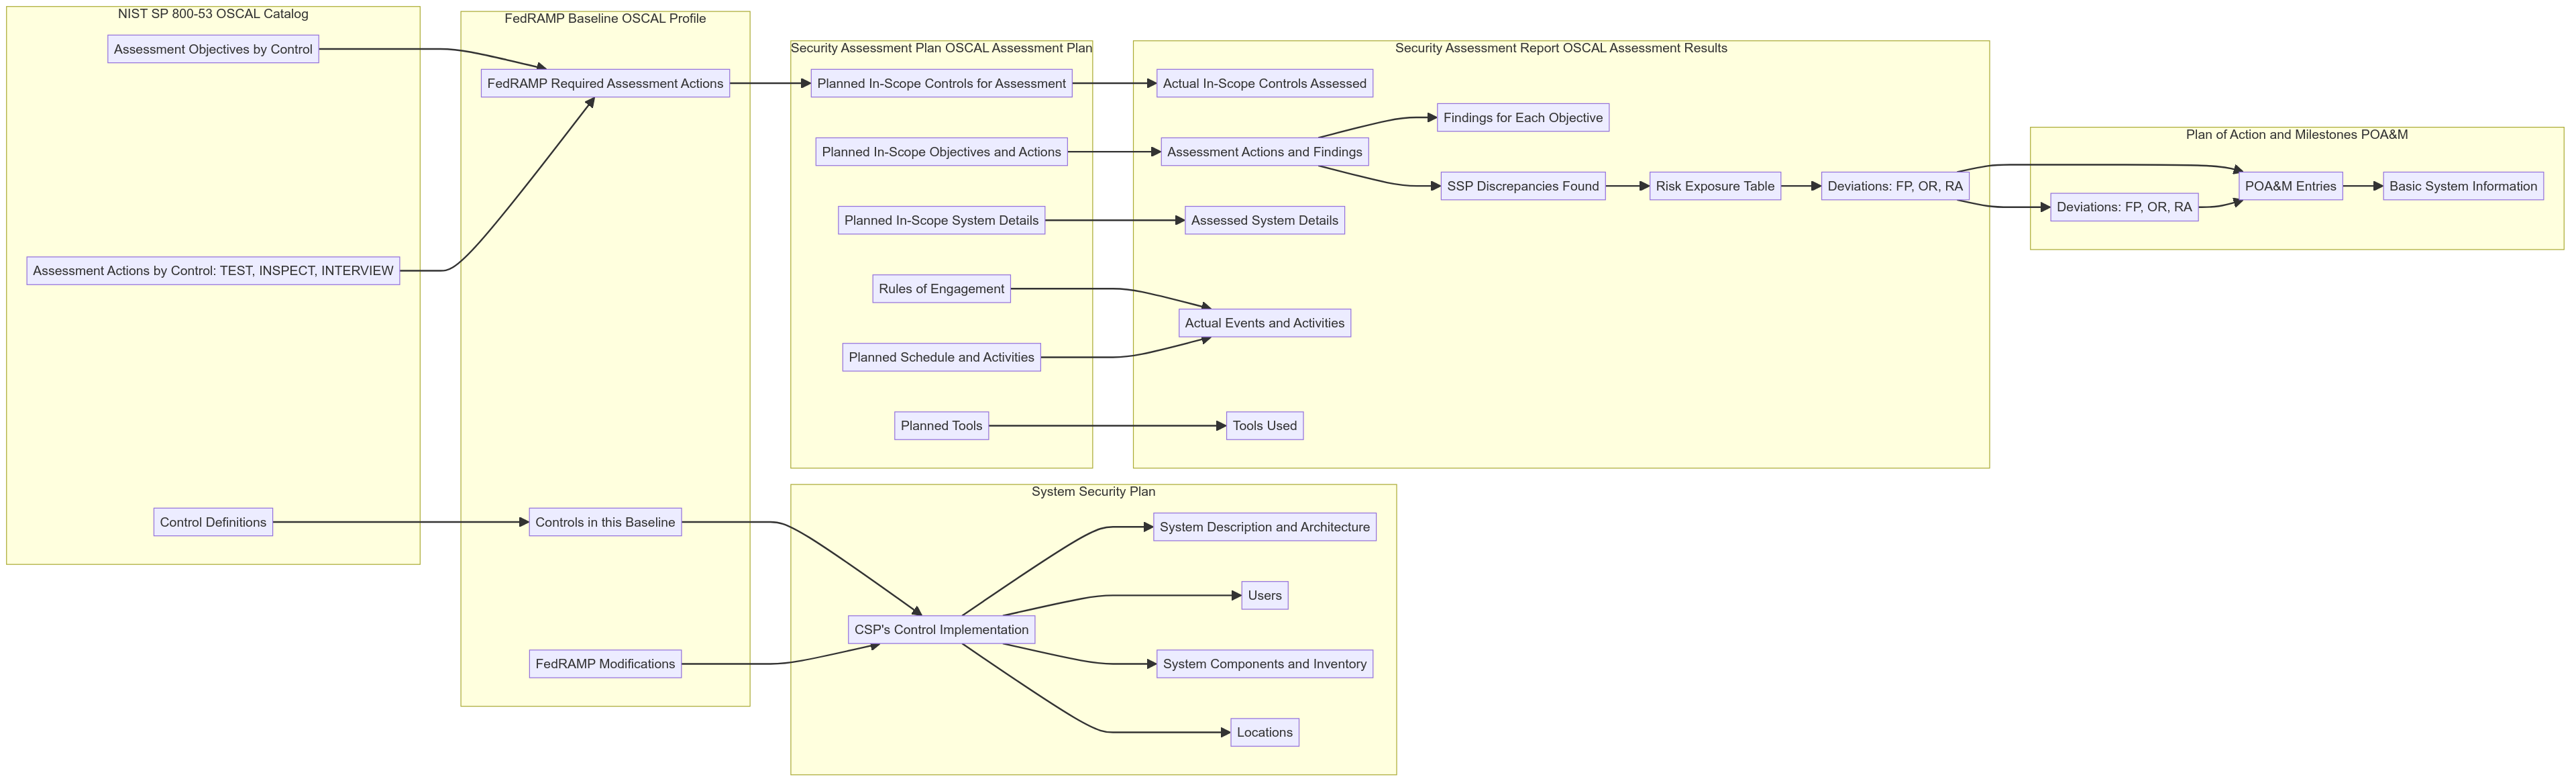 NIST SP 800-53 OSCAL Catalog
Assessment Objectives by Control
Assessment Actions by Control: TEST, INSPECT, INTERVIEW
Control Definitions
FedRAMP Baseline OSCAL Profile
FedRAMP Required Assessment Actions
Controls in this Baseline
FedRAMP Modifications
Security Assessment Plan OSCAL Assessment Plan
Planned In-Scope Controls for Assessment
Planned In-Scope Objectives and Actions
Planned In-Scope System Details
Rules of Engagement
Planned Schedule and Activities
Planned Tools
Security Assessment Report OSCAL Assessment Results
Actual In-Scope Controls Assessed
Assessment Actions and Findings
Findings for Each Objective
SSP Discrepancies Found
Risk Exposure Table
Deviations: FP, OR, RA
Assessed System Details
Actual Events and Activities
Tools Used
Plan of Action and Milestones POA&M
Deviations: FP, OR, RA
POA&M Entries
Basic System Information
System Security Plan
CSP's Control Implementation
System Description and Architecture
Users
System Components and Inventory
Locations